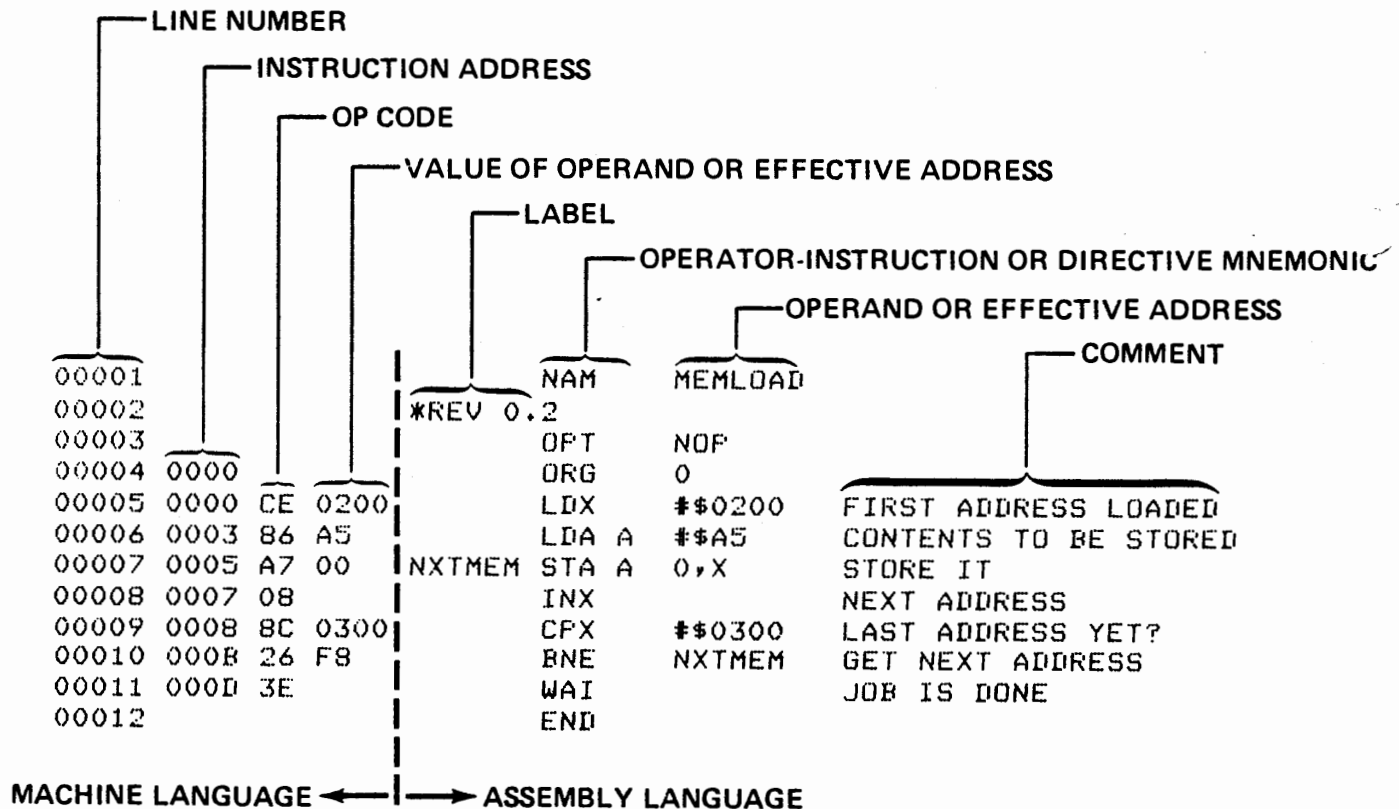 LINE NUMBER
INSTRUCTION ADDRESS
OP CODE
VALUE OF OPERAND OR EFFECTIVE ADDRESS
LABEL
OPERATOR-INSTRUCTION OR DIRECTIVE MNEMONIC
OPERAND OR EFFECTIVE ADDRESS
COMMENT
00001 NAM MEMLOAD
00002 *REV 0.2
00003 OPT NOP
00004 0000 ORG 0
00005 0000 CE 0200 LDX #$0200 FIRST ADDRESS LOADED
00006 0003 86 A5 LDA A #$A5 CONTENTS TO BE STORED
00007 0005 A7 00 NXTMEM STA A 0,X STORE IT
00008 0007 08 INX NEXT ADDRESS
00009 0008 8C 0300 CPX #$0300 LAST ADDRESS YET?
00010 000B 26 F8 BNE NXTMEM GET NEXT ADDRESS
00011 000D 3E WAI JOB IS DONE
00012 END
MACHINE LANGUAGE ASSEMBLY LANGUAGE